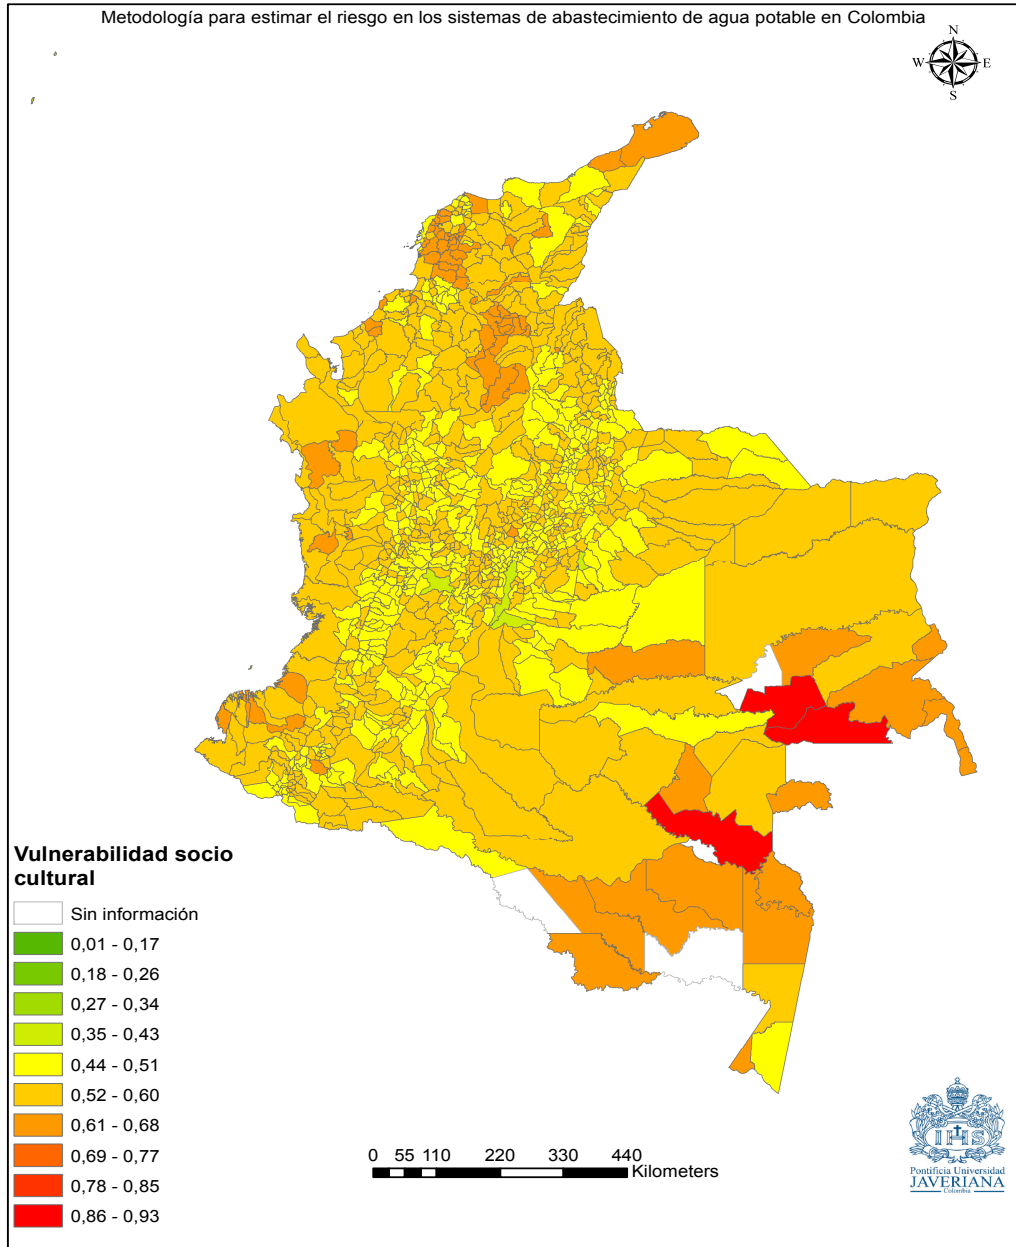 Metodología para estimar el riesgo en los sistemas de abastecimiento de agua potable en Colombia
N
W E
S
Vulnerabilidad socio
cultural
Sin información
0,01 - 0,17
0,18 - 0,26
0,27 - 0,34
0,35 - 0,43
0,44 - 0,51
0,52 - 0,60
0,61 - 0,68
0,69 - 0,77
0,78 - 0,85
0,86 - 0,93
0 55 110 220 330 440
Kilometers
IHS
Pontificia Universidad
JAVERIANA
Colombia